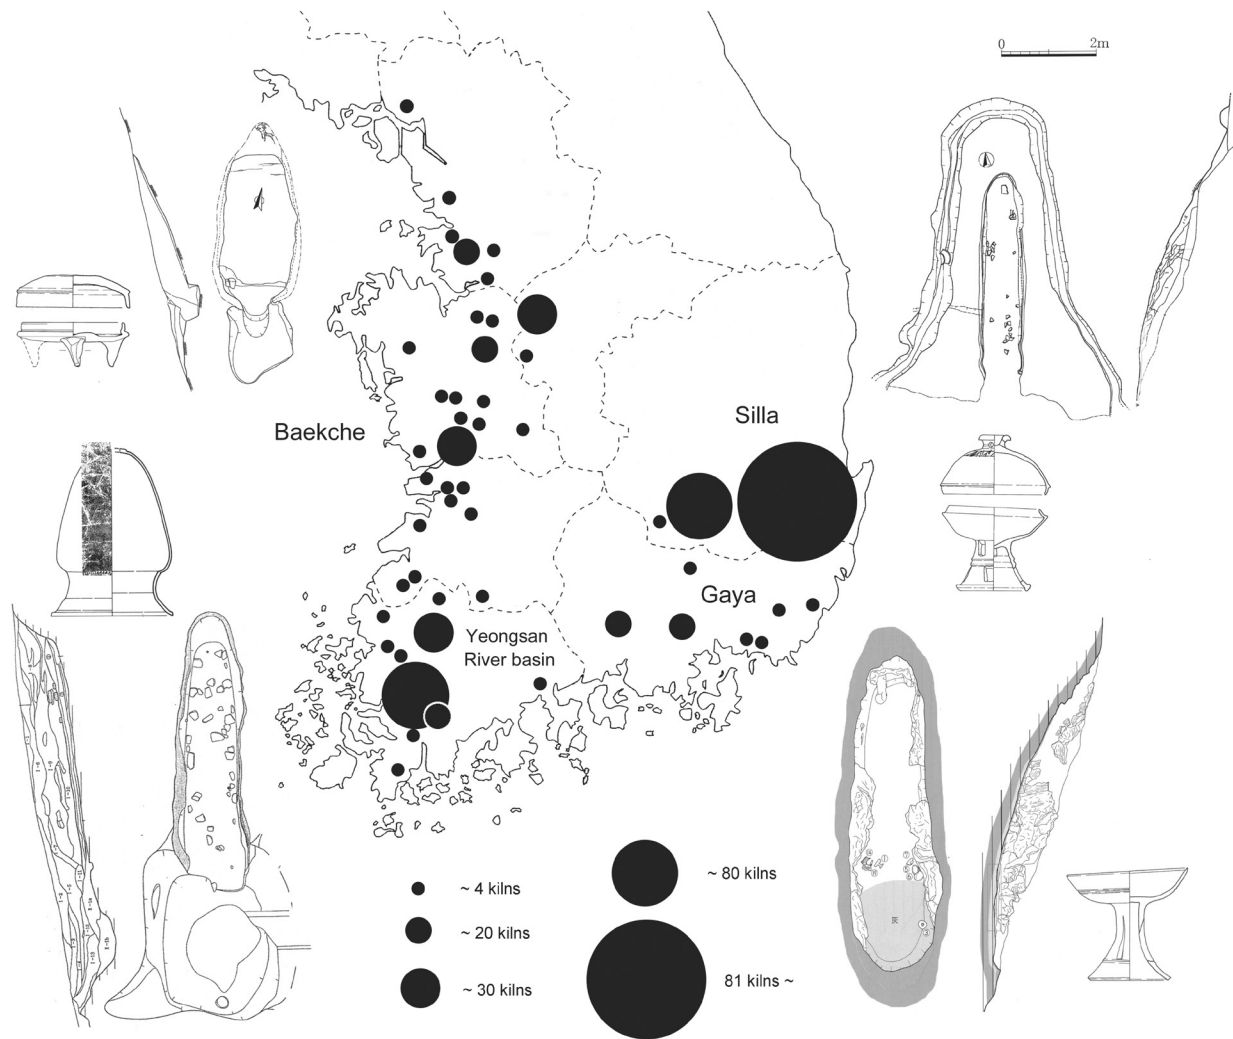 0 2m
Silla
Baekche
Gaya
Yeongsan
River basin
~ 4 kilns
~ 20 kilns
~ 30 kilns
~ 80 kilns
81 kilns ~